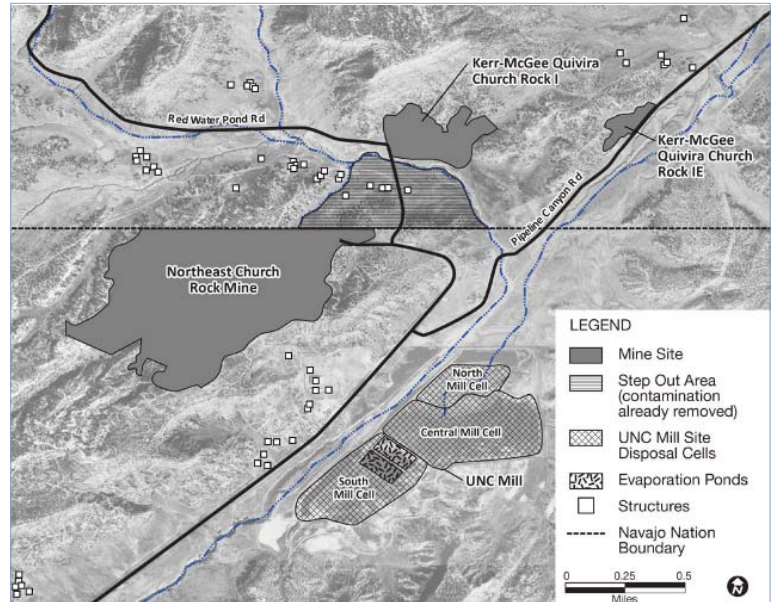 Kerr-McGee Quivira
Church Rock I
Red Water Pond Rd
Kerr-McGee
Quivira Church
Rock IE
Pipeline Canyon Rd
Northeast Church
Rock Mine
North
Mill Cell
Central Mill Cell
South
Mill Cell
UNC Mill
LEGEND
Mine Site
Step Out Area
(contamination
already removed)
UNC Mill Site
Disposal Cells
Evaporation Ponds
Structures
Navajo Nation
Boundary
0 0.25 0.5
Miles
N